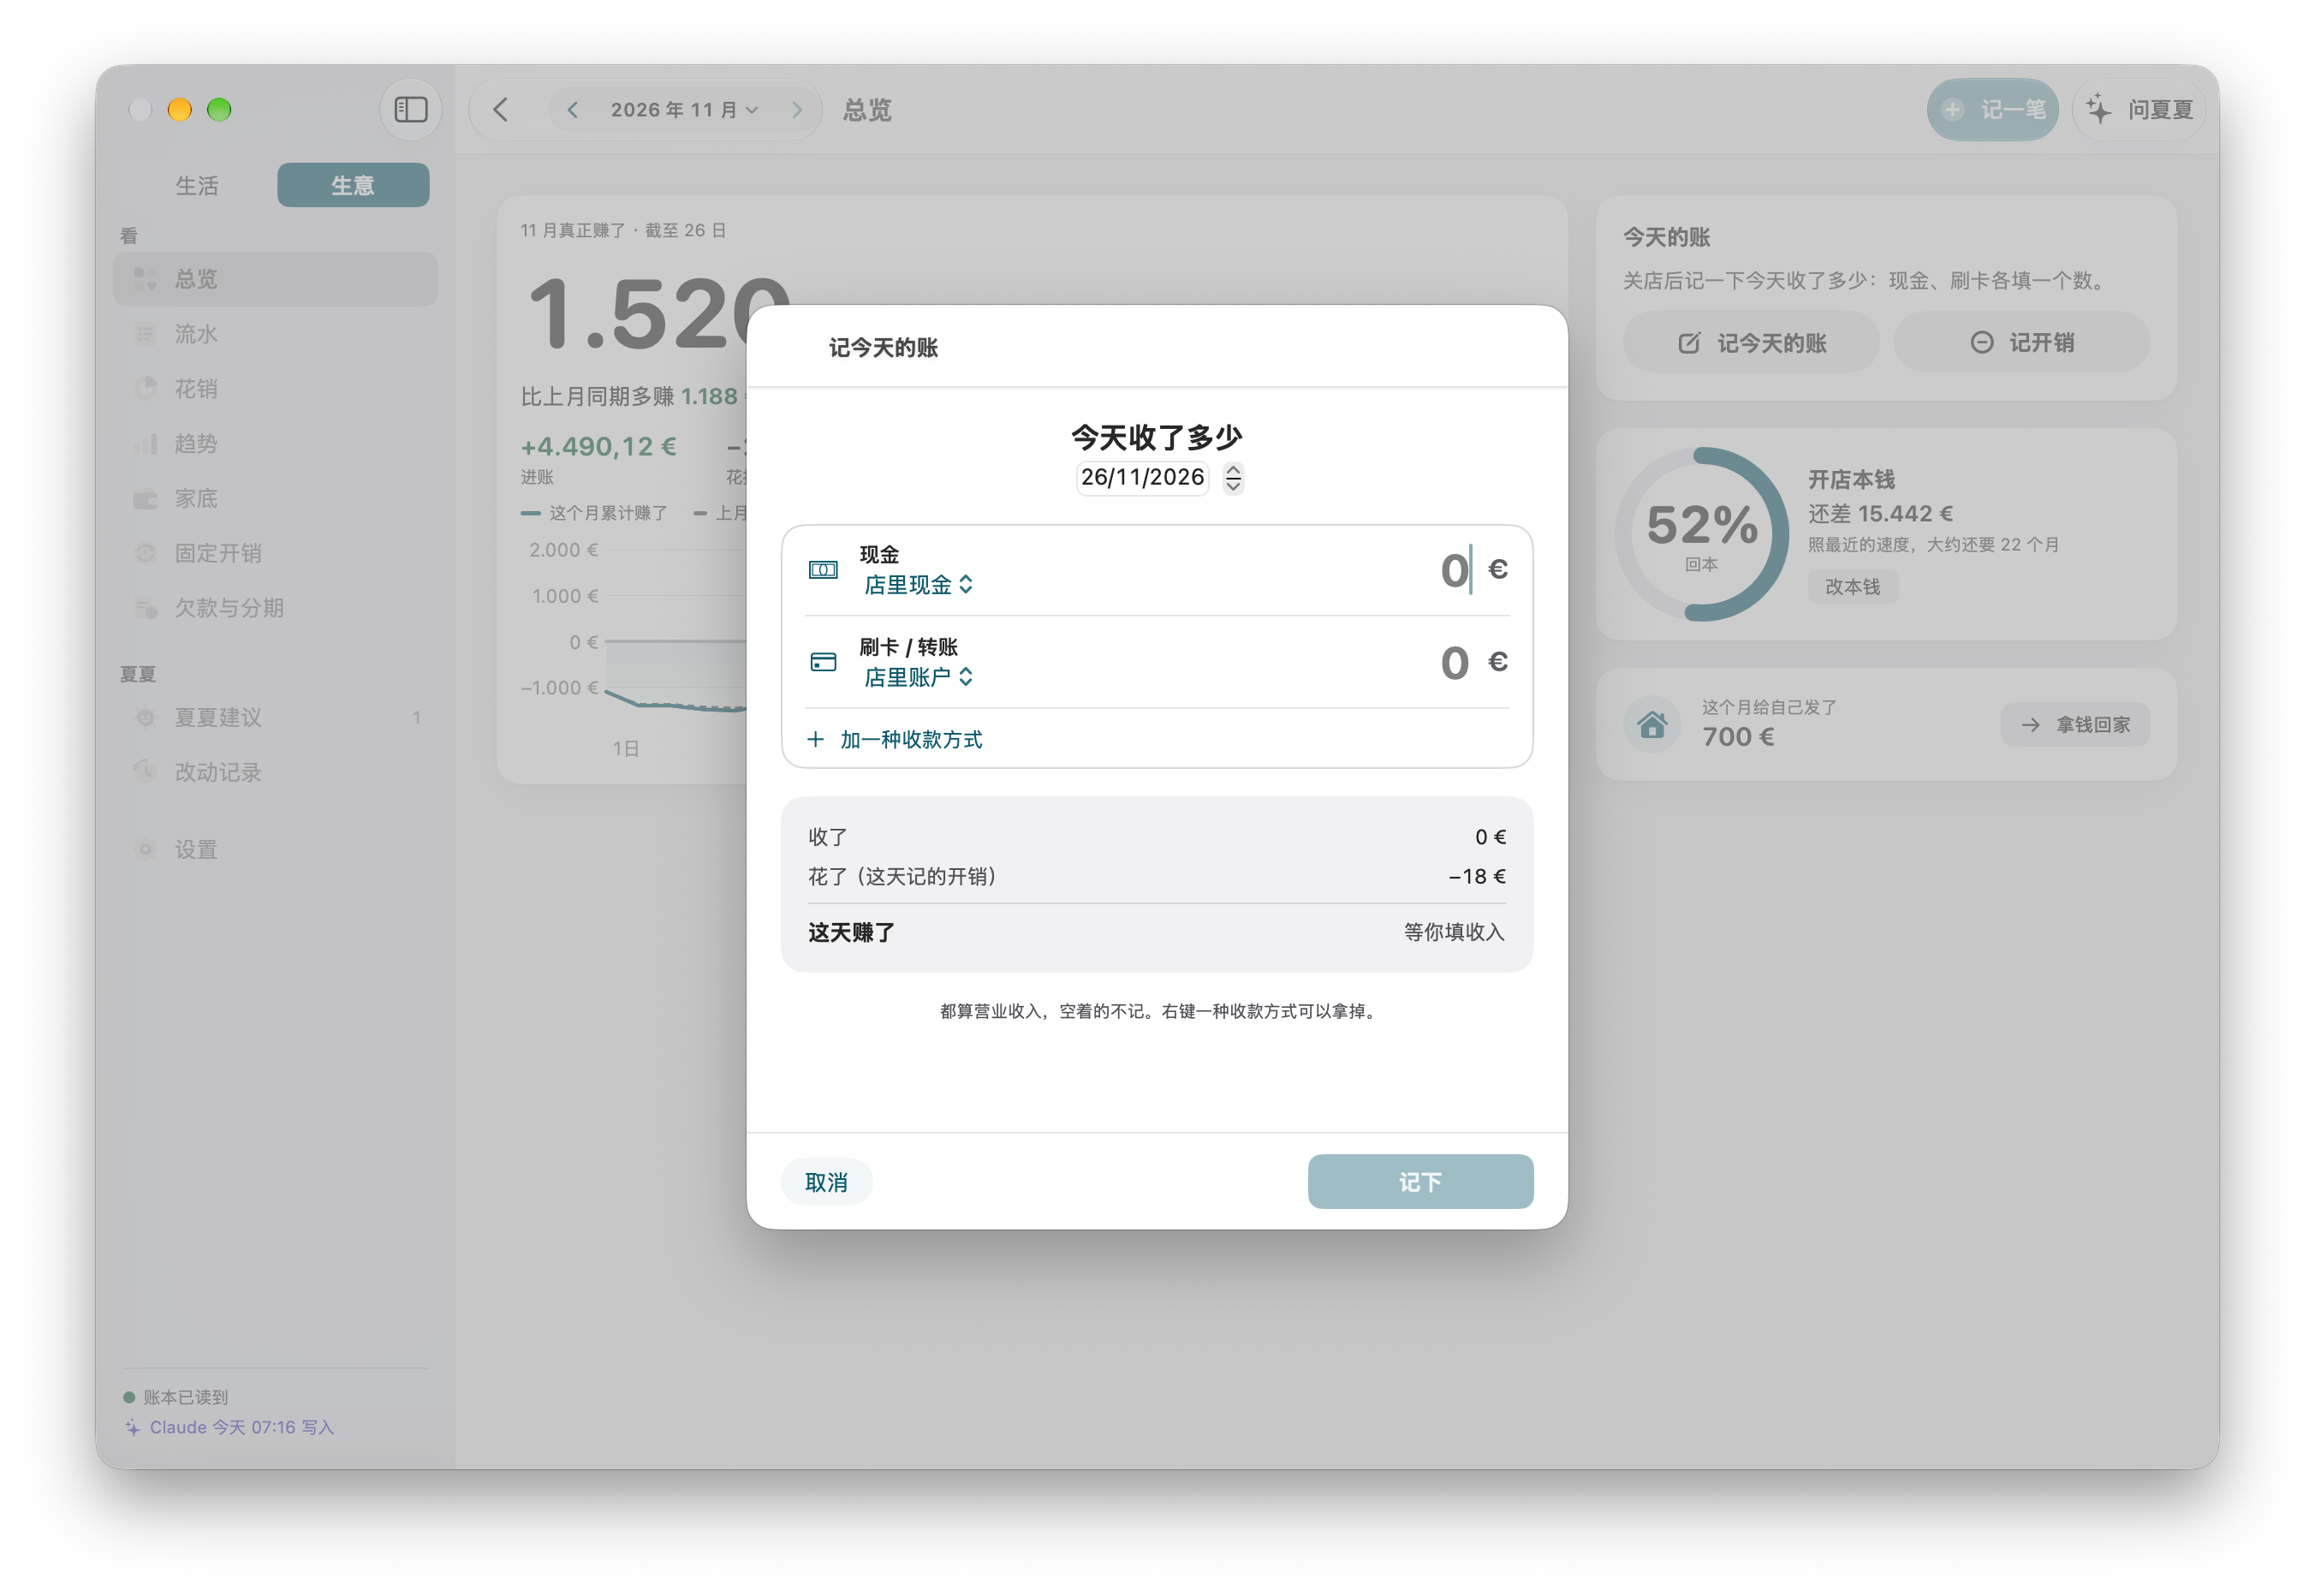 2026 年 11 月
总览
记一笔
问夏夏
生活
生意
看
总览
流水
花销
趋势
家底
固定开销
欠款与分期
夏夏
夏夏建议
1
改动记录
设置
账本已读到
Claude 今天 07:16 写入
11 月真正赚了 · 截至 26 日
1.520
比上月同期多赚 1.188
+4.490,12 €
进账
这个月累计赚了
上月
2.000 €
1.000 €
0 €
−1.000 €
1日
记今天的账
今天收了多少
26/11/2026
现金
店里现金
0 €
刷卡 / 转账
店里账户
0 €
加一种收款方式
收了
0 €
花了（这天记的开销）
−18 €
这天赚了
等你填收入
都算营业收入，空着的不记。右键一种收款方式可以拿掉。
取消
记下
今天的账
关店后记一下今天收了多少：现金、刷卡各填一个数。
记今天的账
记开销
52%
回本
开店本钱
还差 15.442 €
照最近的速度，大约还要 22 个月
改本钱
这个月给自己发了
700 €
拿钱回家